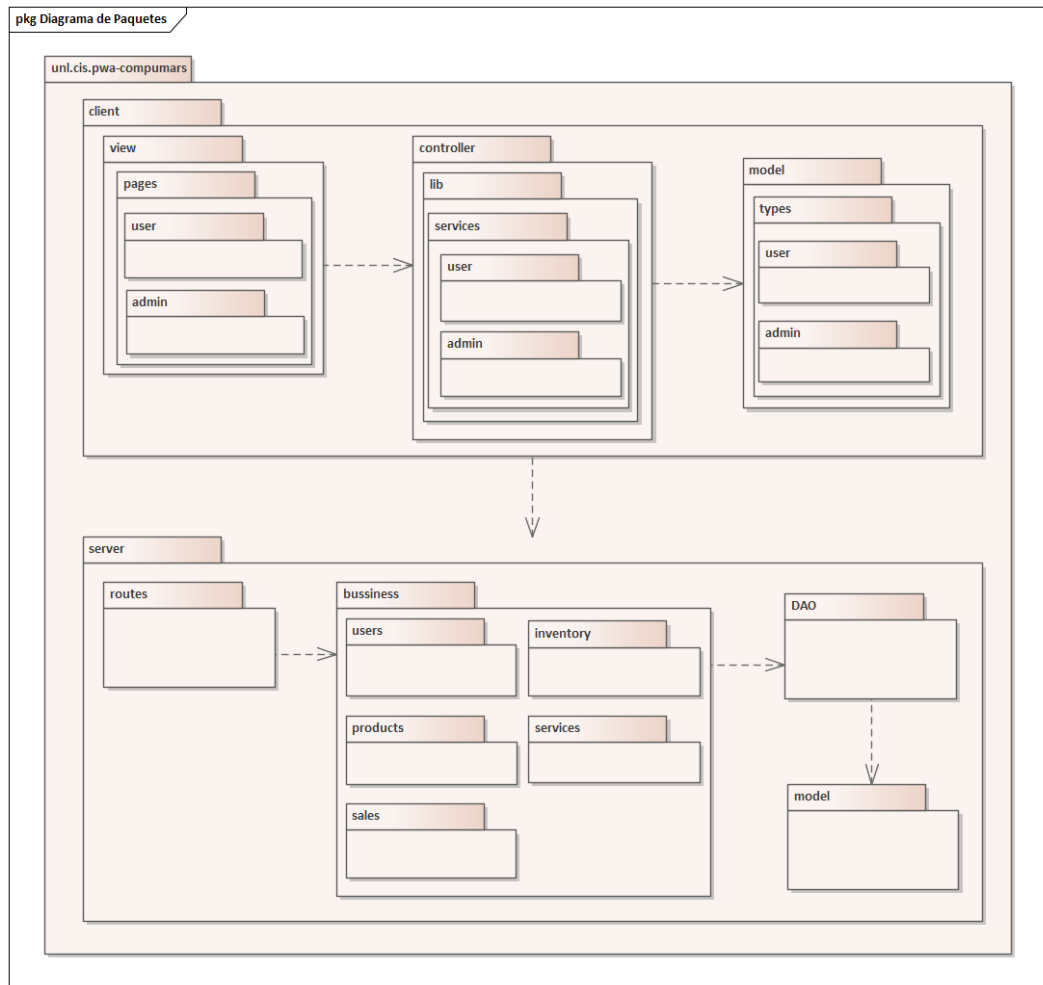 pkg Diagrama de Paquetes
unl.cis.pwa-compumars
client
view
pages
user
admin
controller
lib
services
user
admin
model
types
user
admin
server
routes
bussiness
users
inventory
products
services
sales
DAO
model